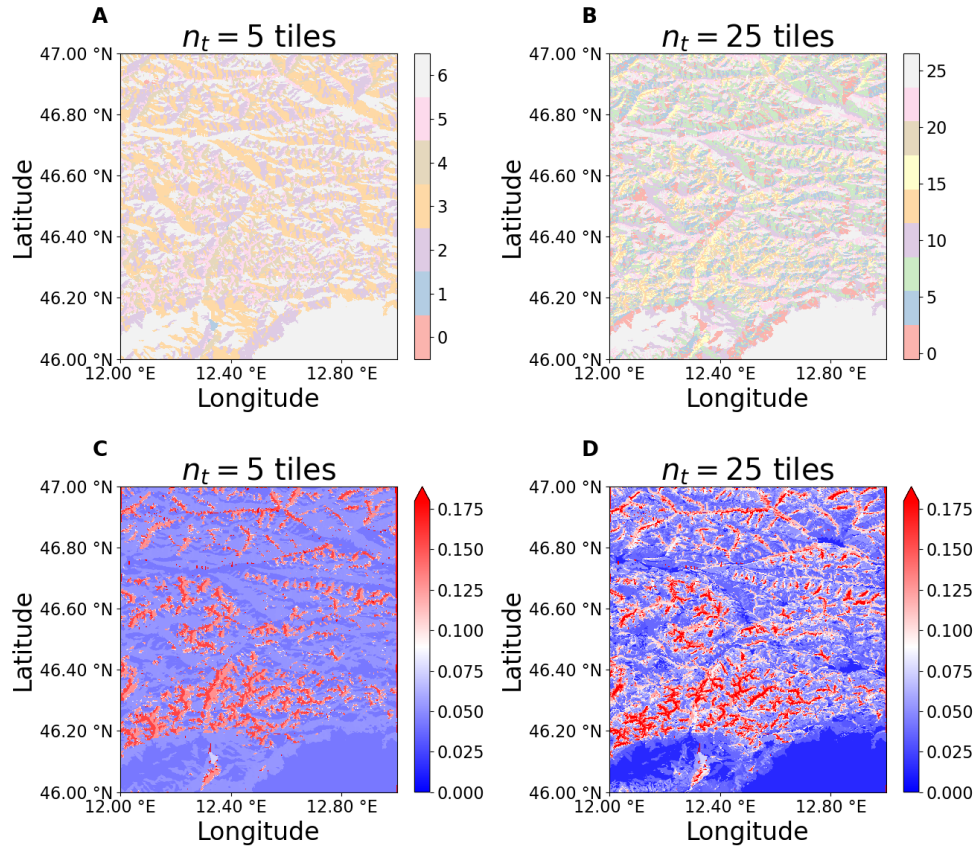 A
n_t = 5 tiles
47.00 °N
46.80 °N
46.60 °N
46.40 °N
46.20 °N
46.00 °N
Latitude
12.00 °E 12.40 °E 12.80 °E
Longitude
6
5
4
3
2
1
0
B
n_t = 25 tiles
47.00 °N
46.80 °N
46.60 °N
46.40 °N
46.20 °N
46.00 °N
Latitude
12.00 °E 12.40 °E 12.80 °E
Longitude
25
20
15
10
5
0
C
n_t = 5 tiles
47.00 °N
46.80 °N
46.60 °N
46.40 °N
46.20 °N
46.00 °N
Latitude
12.00 °E 12.40 °E 12.80 °E
Longitude
0.175
0.150
0.125
0.100
0.075
0.050
0.025
0.000
D
n_t = 25 tiles
47.00 °N
46.80 °N
46.60 °N
46.40 °N
46.20 °N
46.00 °N
Latitude
12.00 °E 12.40 °E 12.80 °E
Longitude
0.175
0.150
0.125
0.100
0.075
0.050
0.025
0.000